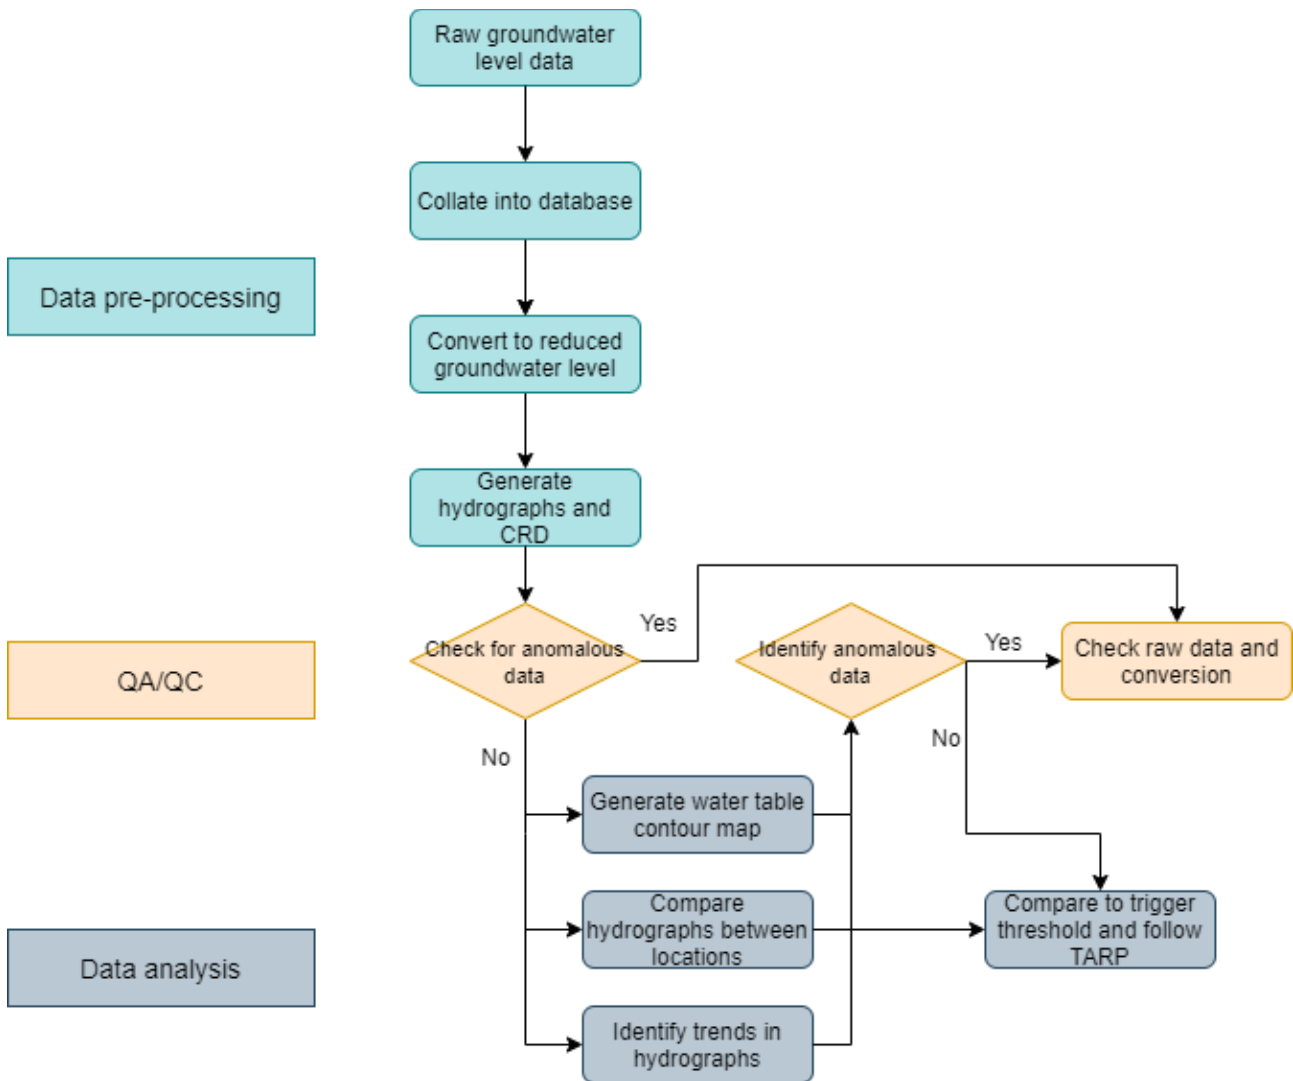 Raw groundwater
level data
Collate into database
Data pre-processing
Convert to reduced
groundwater level
Generate
hydrographs and
CRD
Check for anomalous
data
Yes
No
Identify anomalous
data
Yes
No
Check raw data and
conversion
QA/QC
Generate water table
contour map
Compare
hydrographs between
locations
Identify trends in
hydrographs
Compare to trigger
threshold and follow
TARP
Data analysis